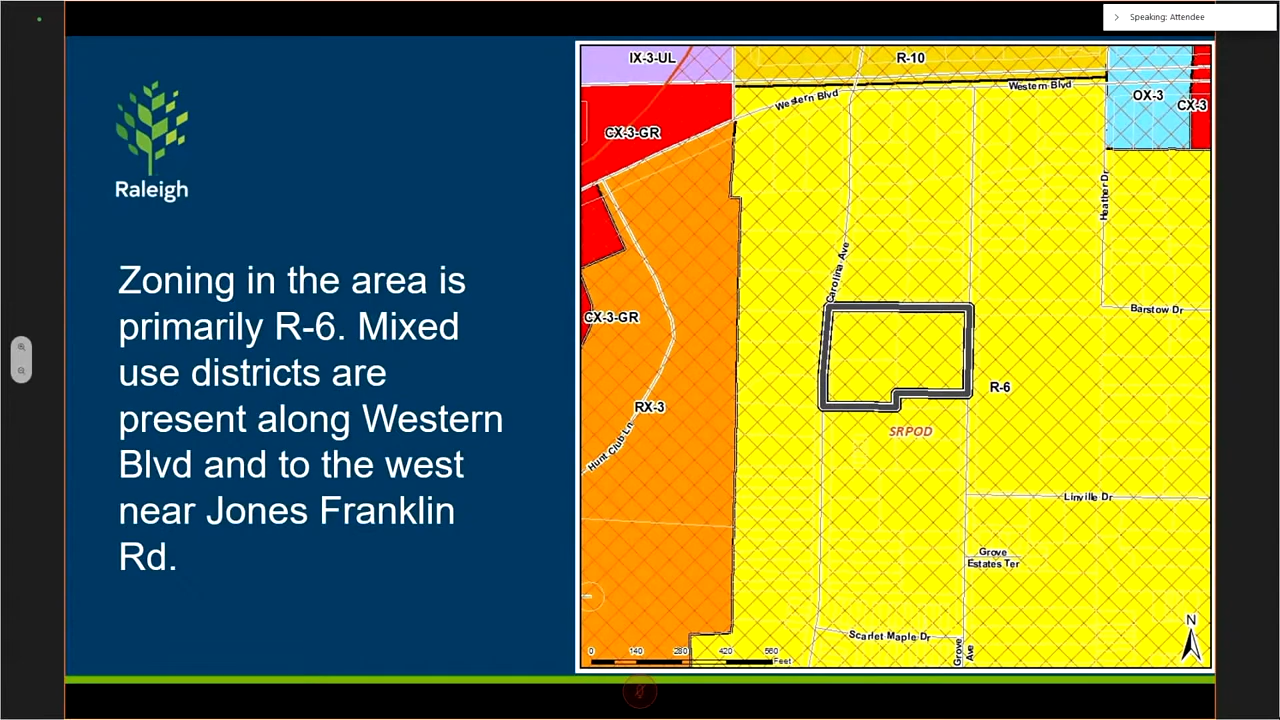 Speaking: Attendee
Raleigh
Zoning in the area is
primarily R-6. Mixed
use districts are
present along Western
Blvd and to the west
near Jones Franklin
Rd.
IX-3-UL
R-10
Western Blvd
Western Blvd
OX-3
CX-3
CX-3-GR
Heather Dr
Carolina Ave
Barstow Dr
CX-3-GR
R-6
RX-3
SRPOD
Hunt Club Ln
Linville Dr
Grove
Estates Ter
Scarlet Maple Dr
Grove
Ave
N
0 140 280 420 560
Feet